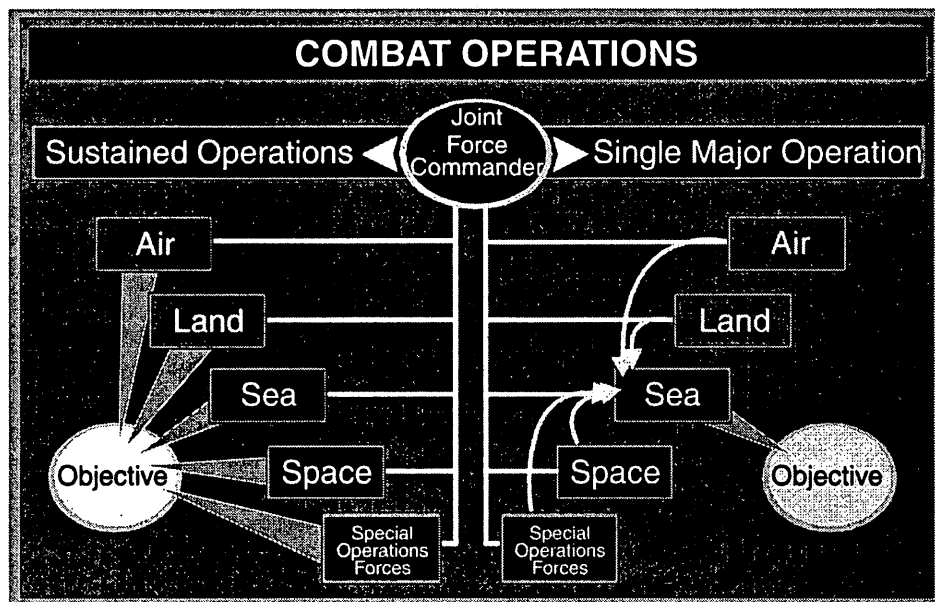 COMBAT OPERATIONS
Joint
Force
Commander
Sustained Operations
Single Major Operation
Air
Land
Sea
Space
Special
Operations
Forces
Objective
Air
Land
Sea
Space
Special
Operations
Forces
Objective